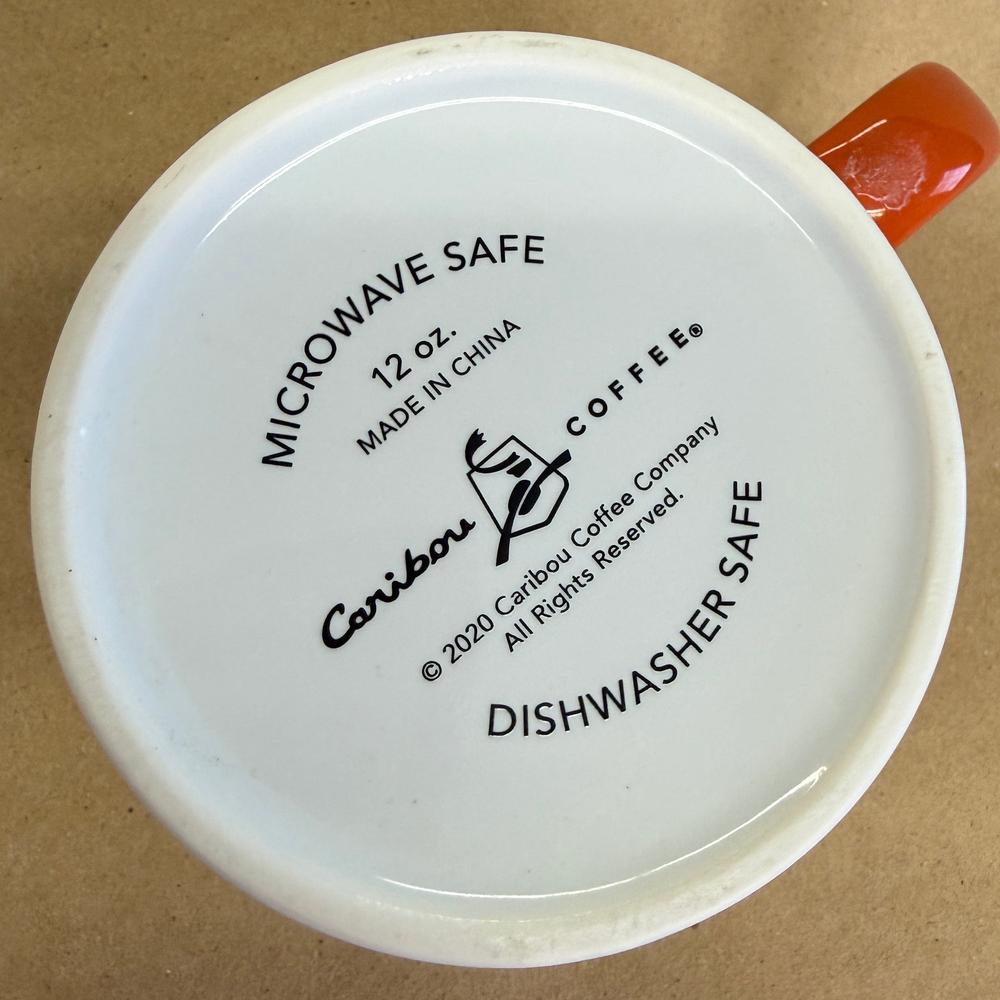 MICROWAVE SAFE
12 oz.
MADE IN CHINA
Caribou COFFEE®
© 2020 Caribou Coffee Company
All Rights Reserved.
DISHWASHER SAFE